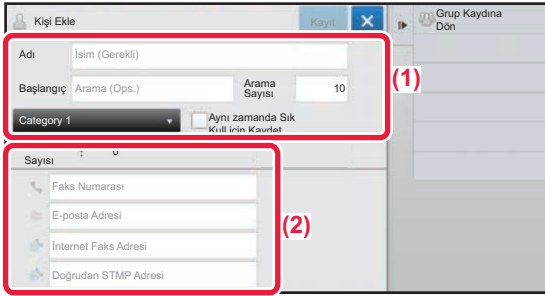 Kişi Ekle
Kayıt
Grup Kaydına
Dön
Adı
İsim (Gerekli)
(1)
Başlangıç
Arama (Ops.)
Arama
Sayısı
10
Category 1
Aynı zamanda Sık
Kull.için Kaydet
Sayısı
:
0
Faks Numarası
E-posta Adresi
(2)
İnternet Faks Adresi
Doğrudan STMP Adresi